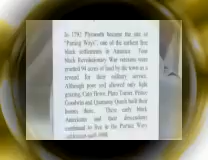 In 1792, Plymouth became the site of
"Parting Ways", one of the earliest free
black settlements in America. Four
black Revolutionary War veterans were
granted 94 acres of land by the town as a
reward for their military service.
Although poor and allowed only light
grazing, Cato Howe, Plato Turner, Prince
Goodwin and Quamany Quash built their
homes there. These early black
Americans and their descendants
continued to live in the Parting Ways
settlement until